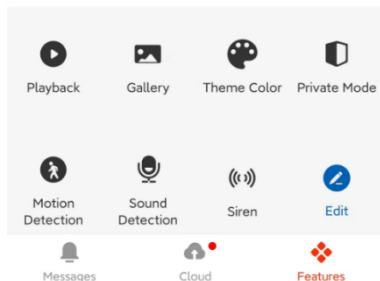 Playback Gallery Theme Color Private Mode
Motion Detection Sound Detection Siren Edit
Messages Cloud Features